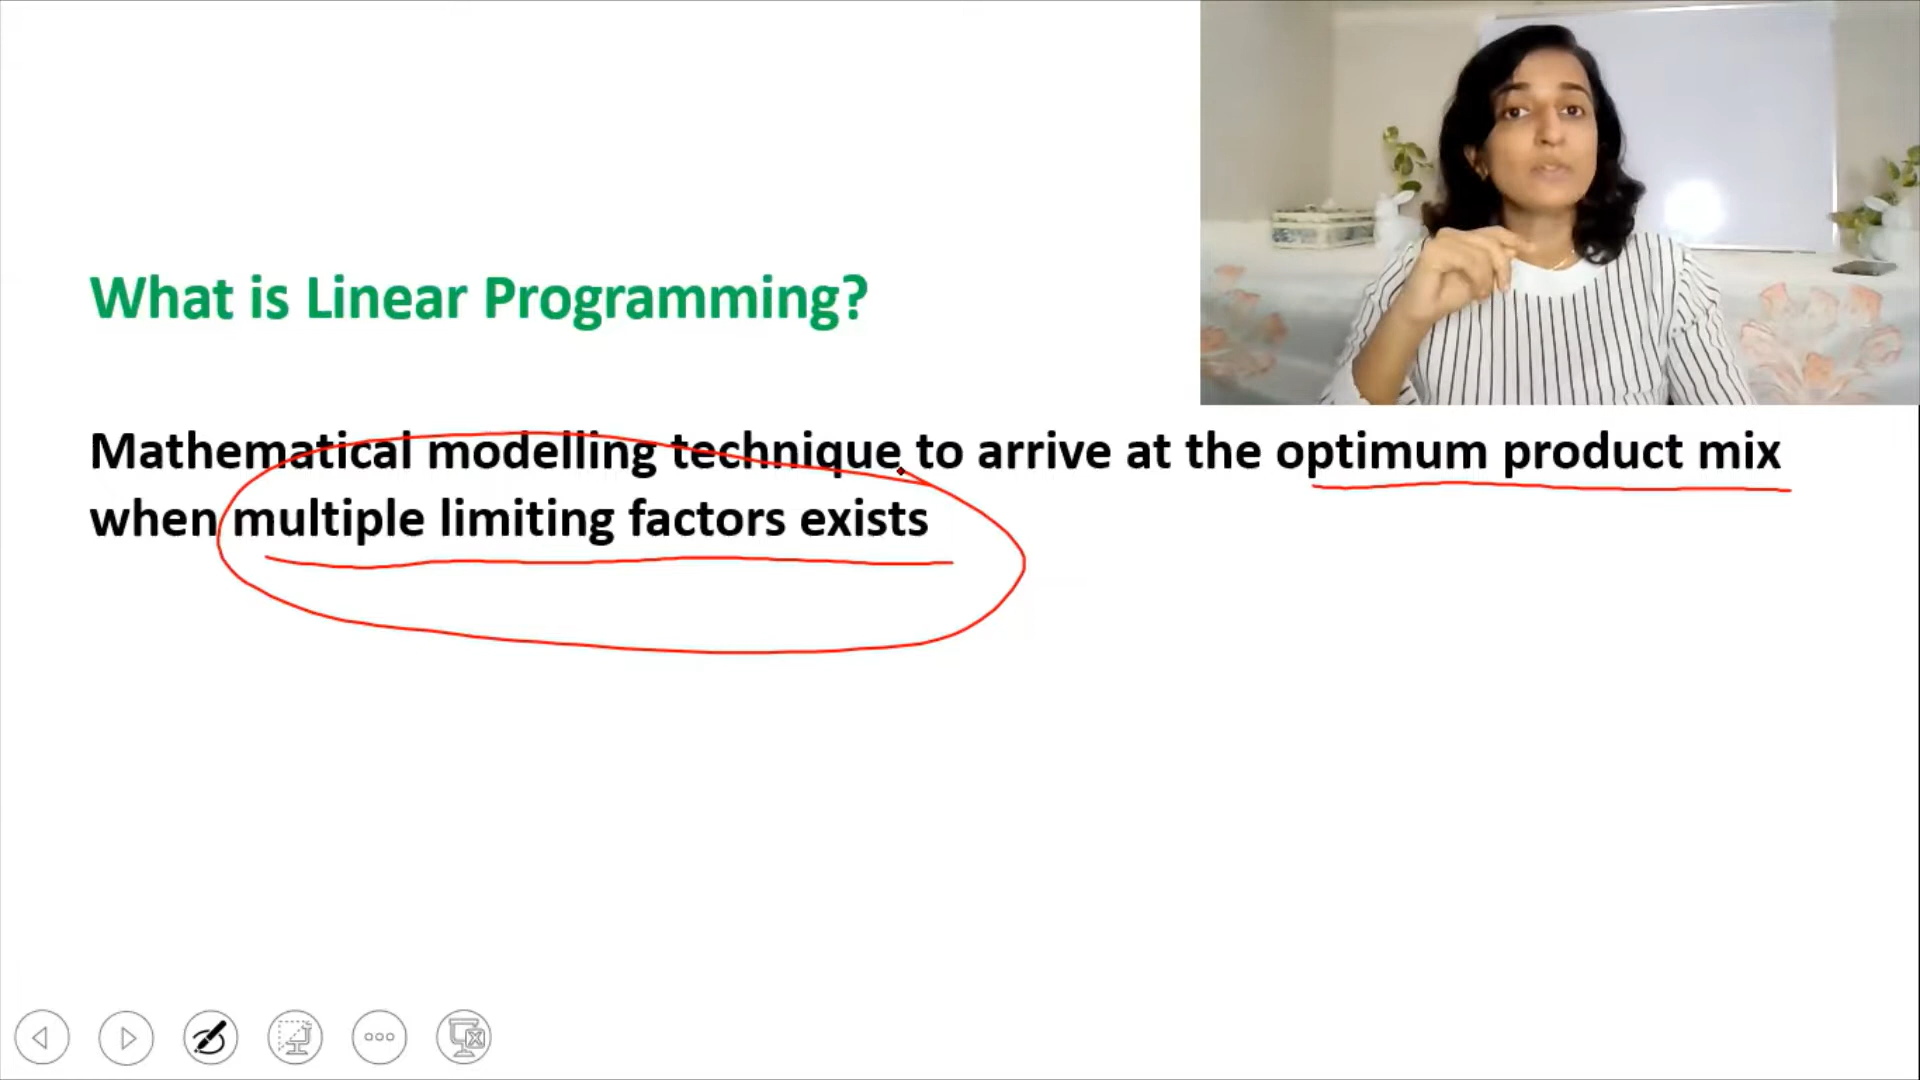 What is Linear Programming?
Mathematical modelling technique to arrive at the optimum product mix
when multiple limiting factors exists